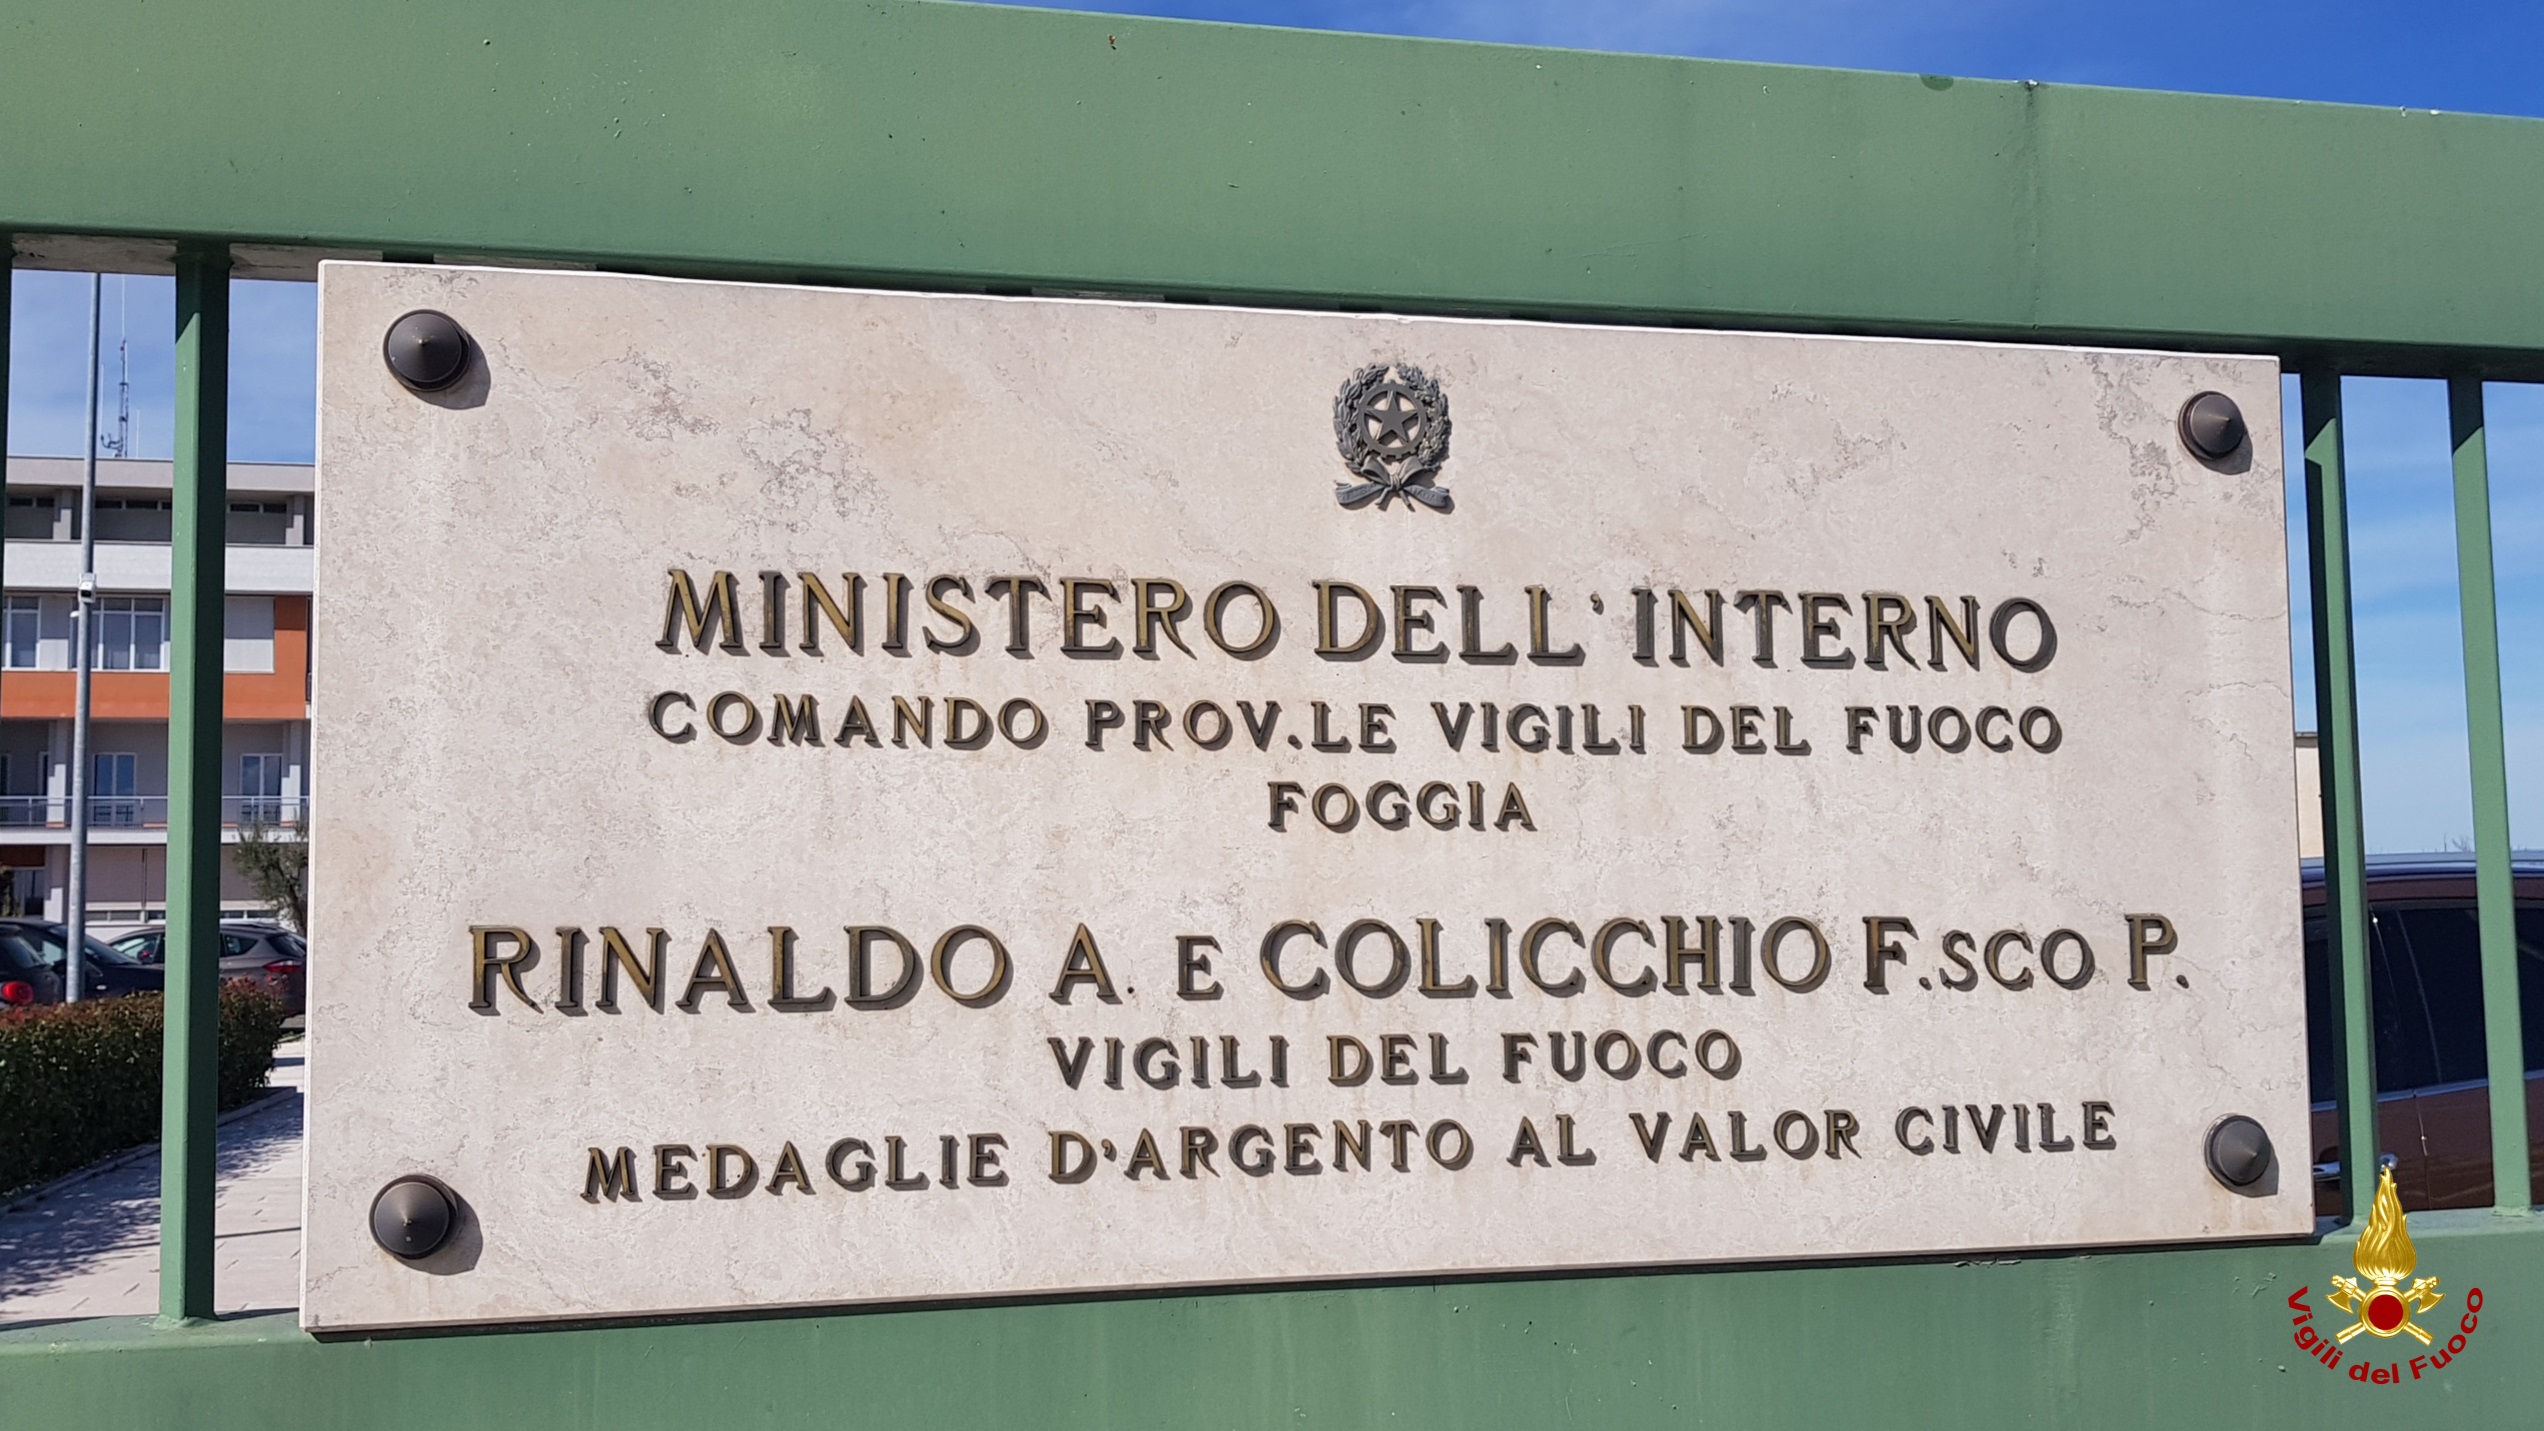 MINISTERO DELL'INTERNO
COMANDO PROV.LE VIGILI DEL FUOCO
FOGGIA
RINALDO A. E COLICCHIO F.SCO P.
VIGILI DEL FUOCO
MEDAGLIE D'ARGENTO AL VALOR CIVILE
Vigili del Fuoco